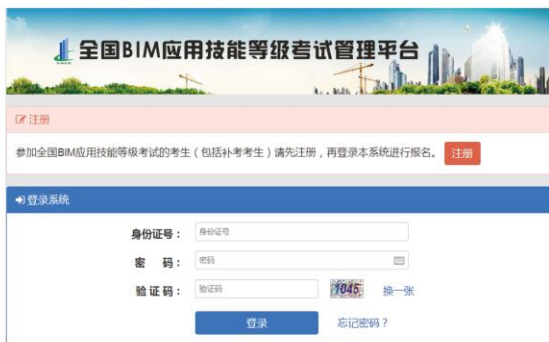 全国BIM应用技能等级考试管理平台
注册
参加全国BIM应用技能等级考试的考生（包括补考考生）请先注册，再登录本系统进行报名。 注册
登录系统
身份证号： 身份证号
密 码： 密码
验证码： 验证码 1045 换一张
登录 忘记密码？